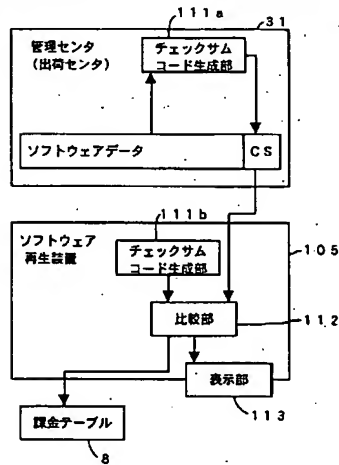 111a
31
管理センタ
(出荷センタ)
チェックサム
コード生成部
ソフトウェアデータ
CS
111b
ソフトウェア
再生装置
チェックサム
コード生成部
105
比較部
112
表示部
113
課金テーブル
8